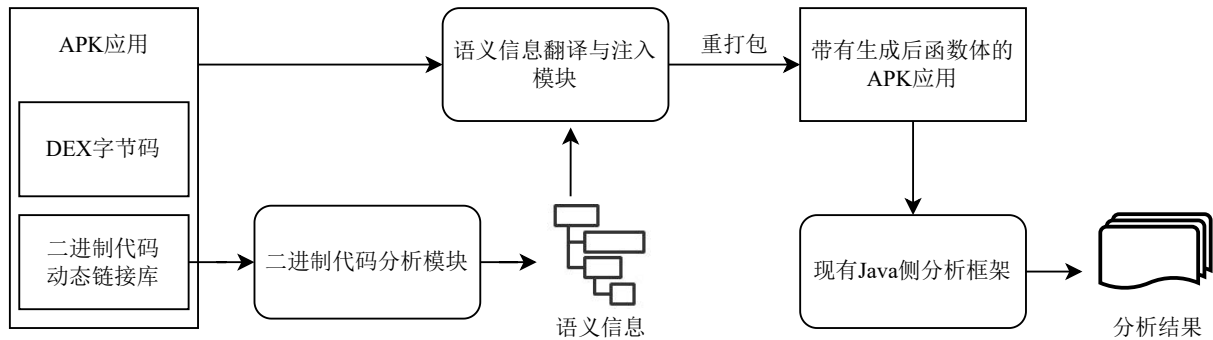 APK应用
DEX字节码
二进制代码
动态链接库
二进制代码分析模块
语义信息
语义信息翻译与注入
模块
重打包
带有生成后函数体的
APK应用
现有Java侧分析框架
分析结果